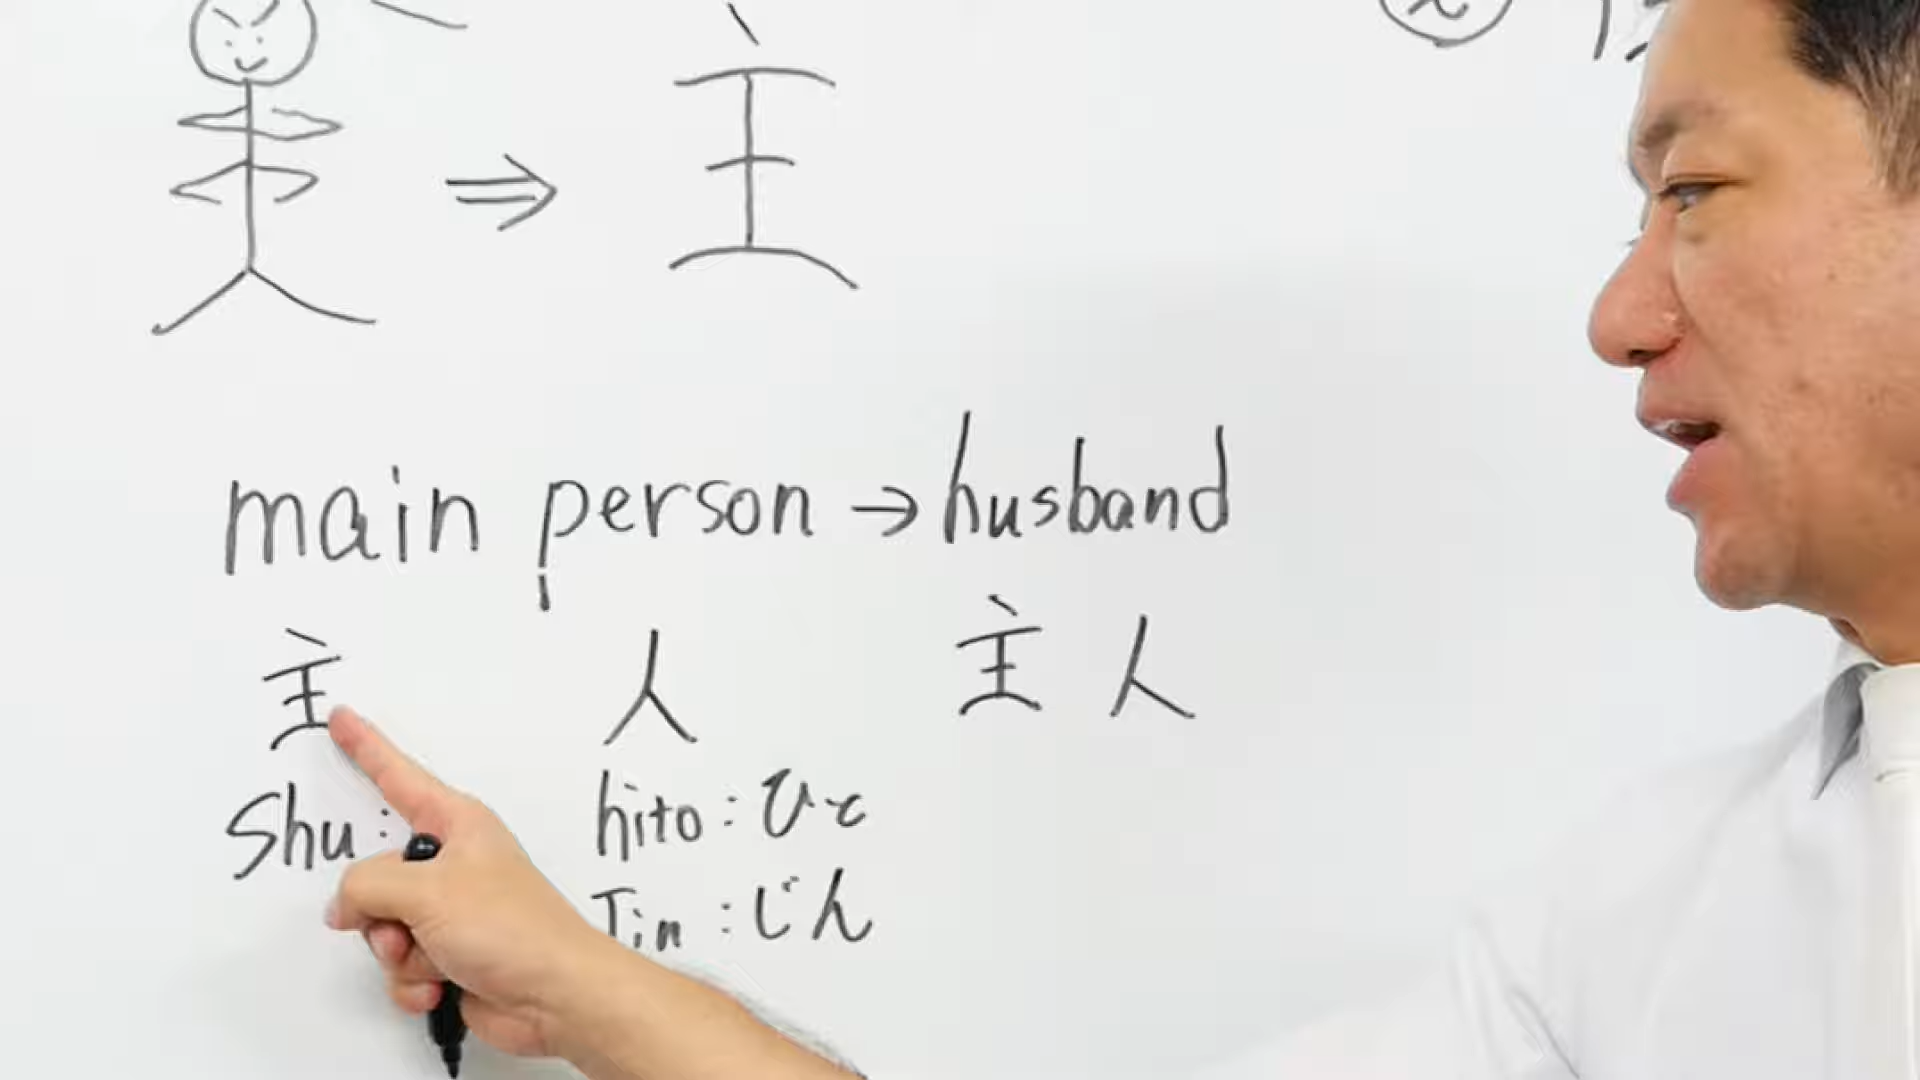 主
main person → husband
主 人 主人
Shu: hito: ひと
Jin: じん